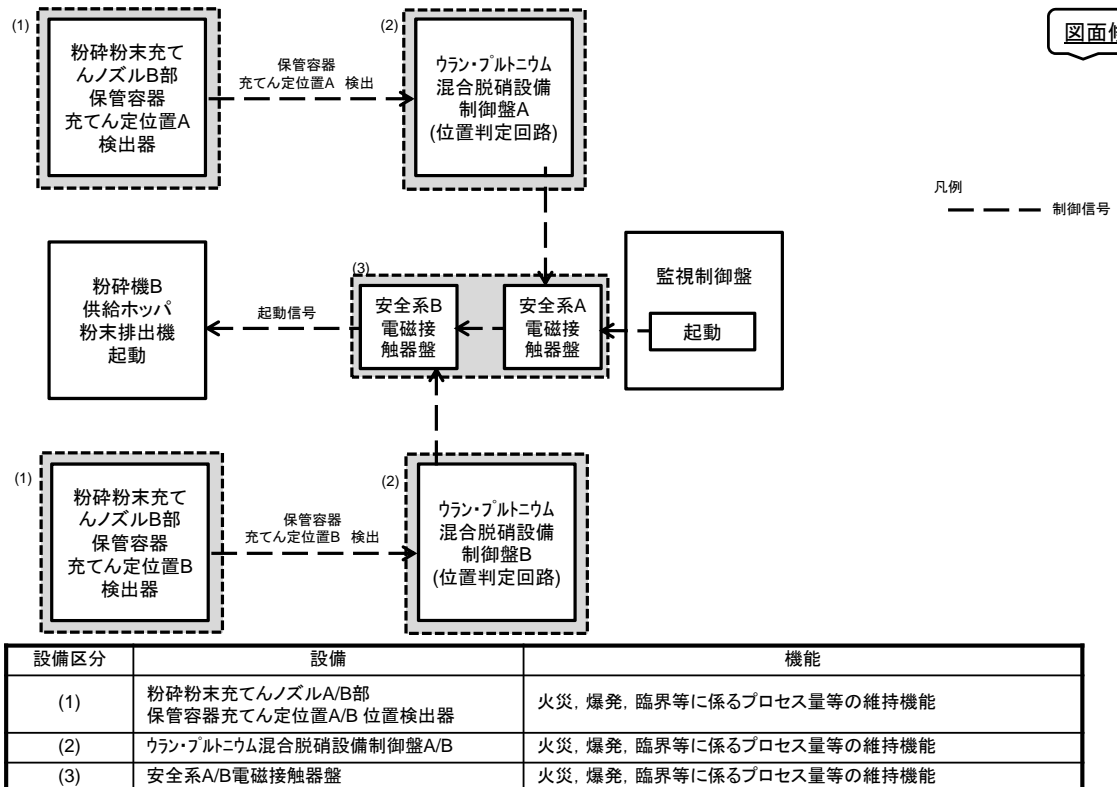 (1)
粉砕粉末充て
んノズルB部
保管容器
充てん定位置A
検出器
保管容器
充てん定位置A 検出
(2)
ウラン・プルトニウム
混合脱硝設備
制御盤A
(位置判定回路)
図面
凡例
制御信号
粉砕機B
供給ホッパ
粉末排出機
起動
起動信号
(3)
安全系B
電磁接
触器盤
安全系A
電磁接
触器盤
監視制御盤
起動
(1)
粉砕粉末充て
んノズルB部
保管容器
充てん定位置B
検出器
保管容器
充てん定位置B 検出
(2)
ウラン・プルトニウム
混合脱硝設備
制御盤B
(位置判定回路)
設備区分 設備 機能
(1) 粉砕粉末充てんノズルA/B部
保管容器充てん定位置A/B 位置検出器 火災, 爆発, 臨界等に係るプロセス量等の維持機能
(2) ウラン・プルトニウム混合脱硝設備制御盤A/B 火災, 爆発, 臨界等に係るプロセス量等の維持機能
(3) 安全系A/B電磁接触器盤 火災, 爆発, 臨界等に係るプロセス量等の維持機能